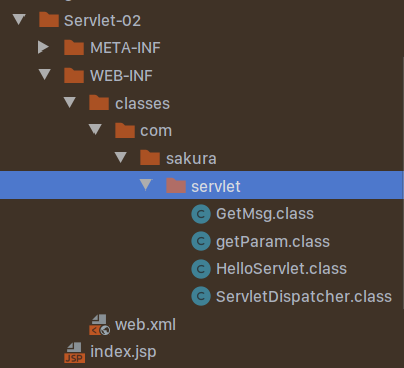 Servlet-02
META-INF
WEB-INF
classes
com
sakura
servlet
C GetMsg.class
C getParam.class
C HelloServlet.class
C ServletDispatcher.class
web.xml
JSP index.jsp